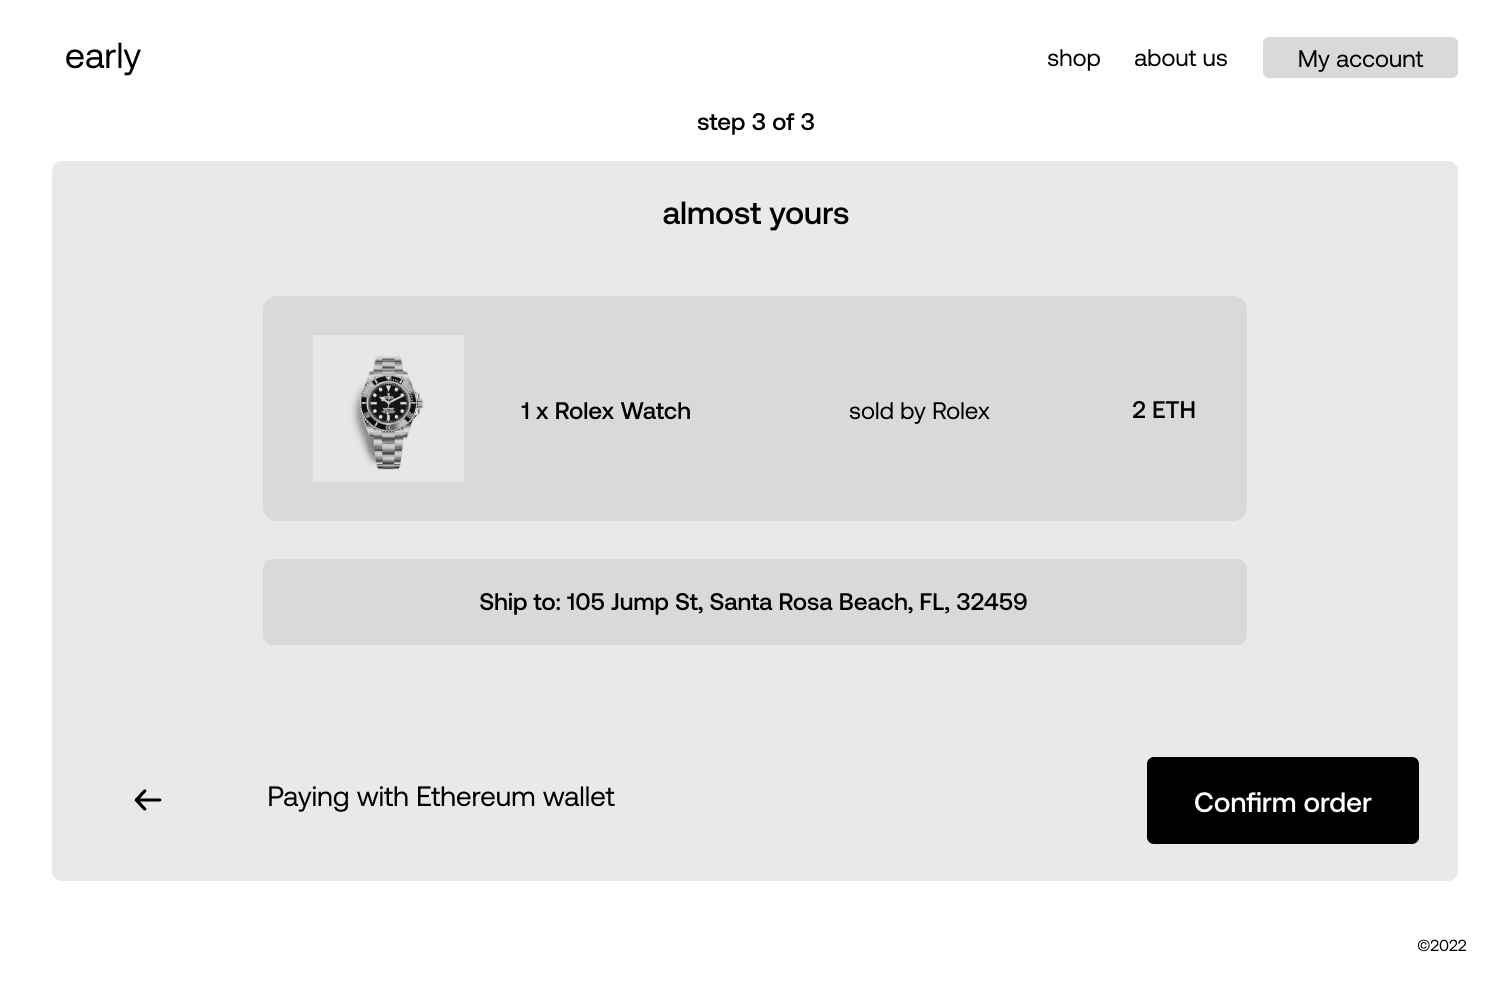 early
shop
about us
My account
step 3 of 3
almost yours
1 x Rolex Watch
sold by Rolex
2 ETH
Ship to: 105 Jump St, Santa Rosa Beach, FL, 32459
Paying with Ethereum wallet
Confirm order
©2022